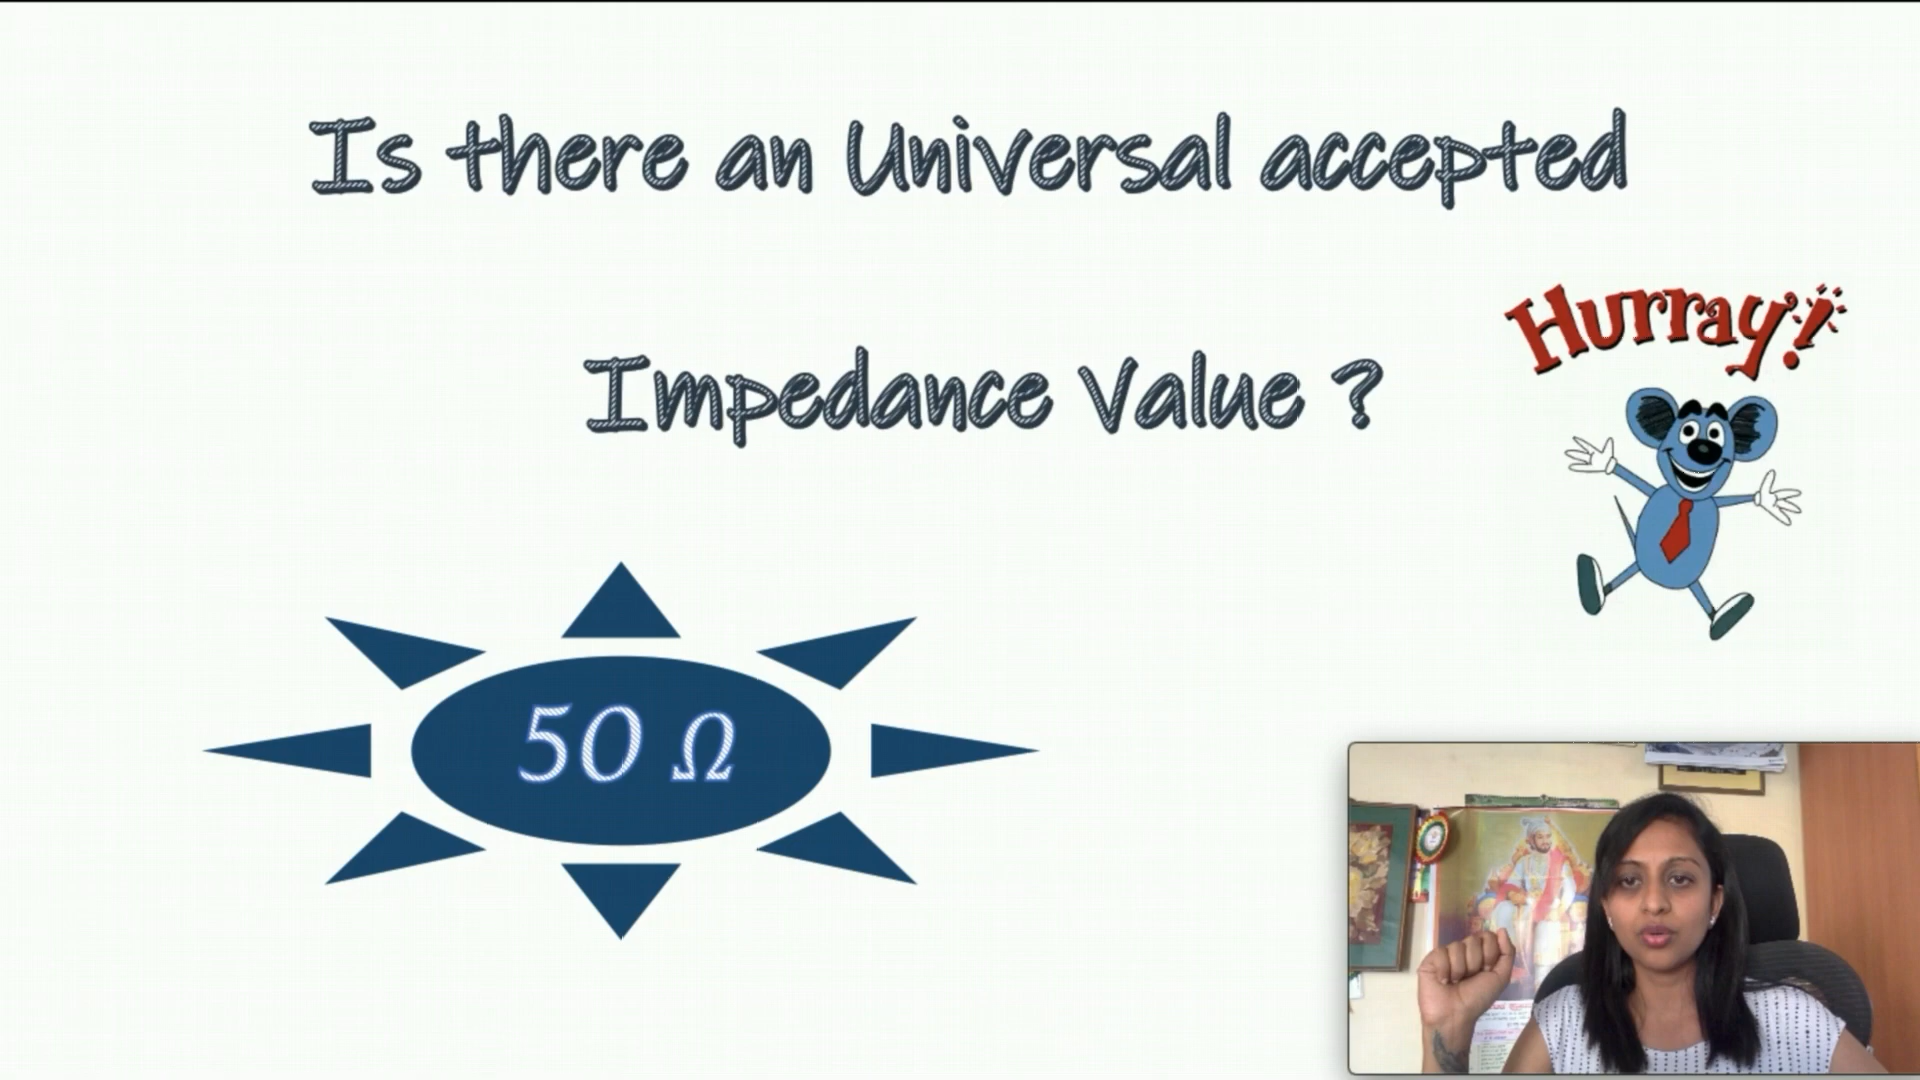 Is there an Universal accepted
Impedance Value ?
Hurray!
50 Ω